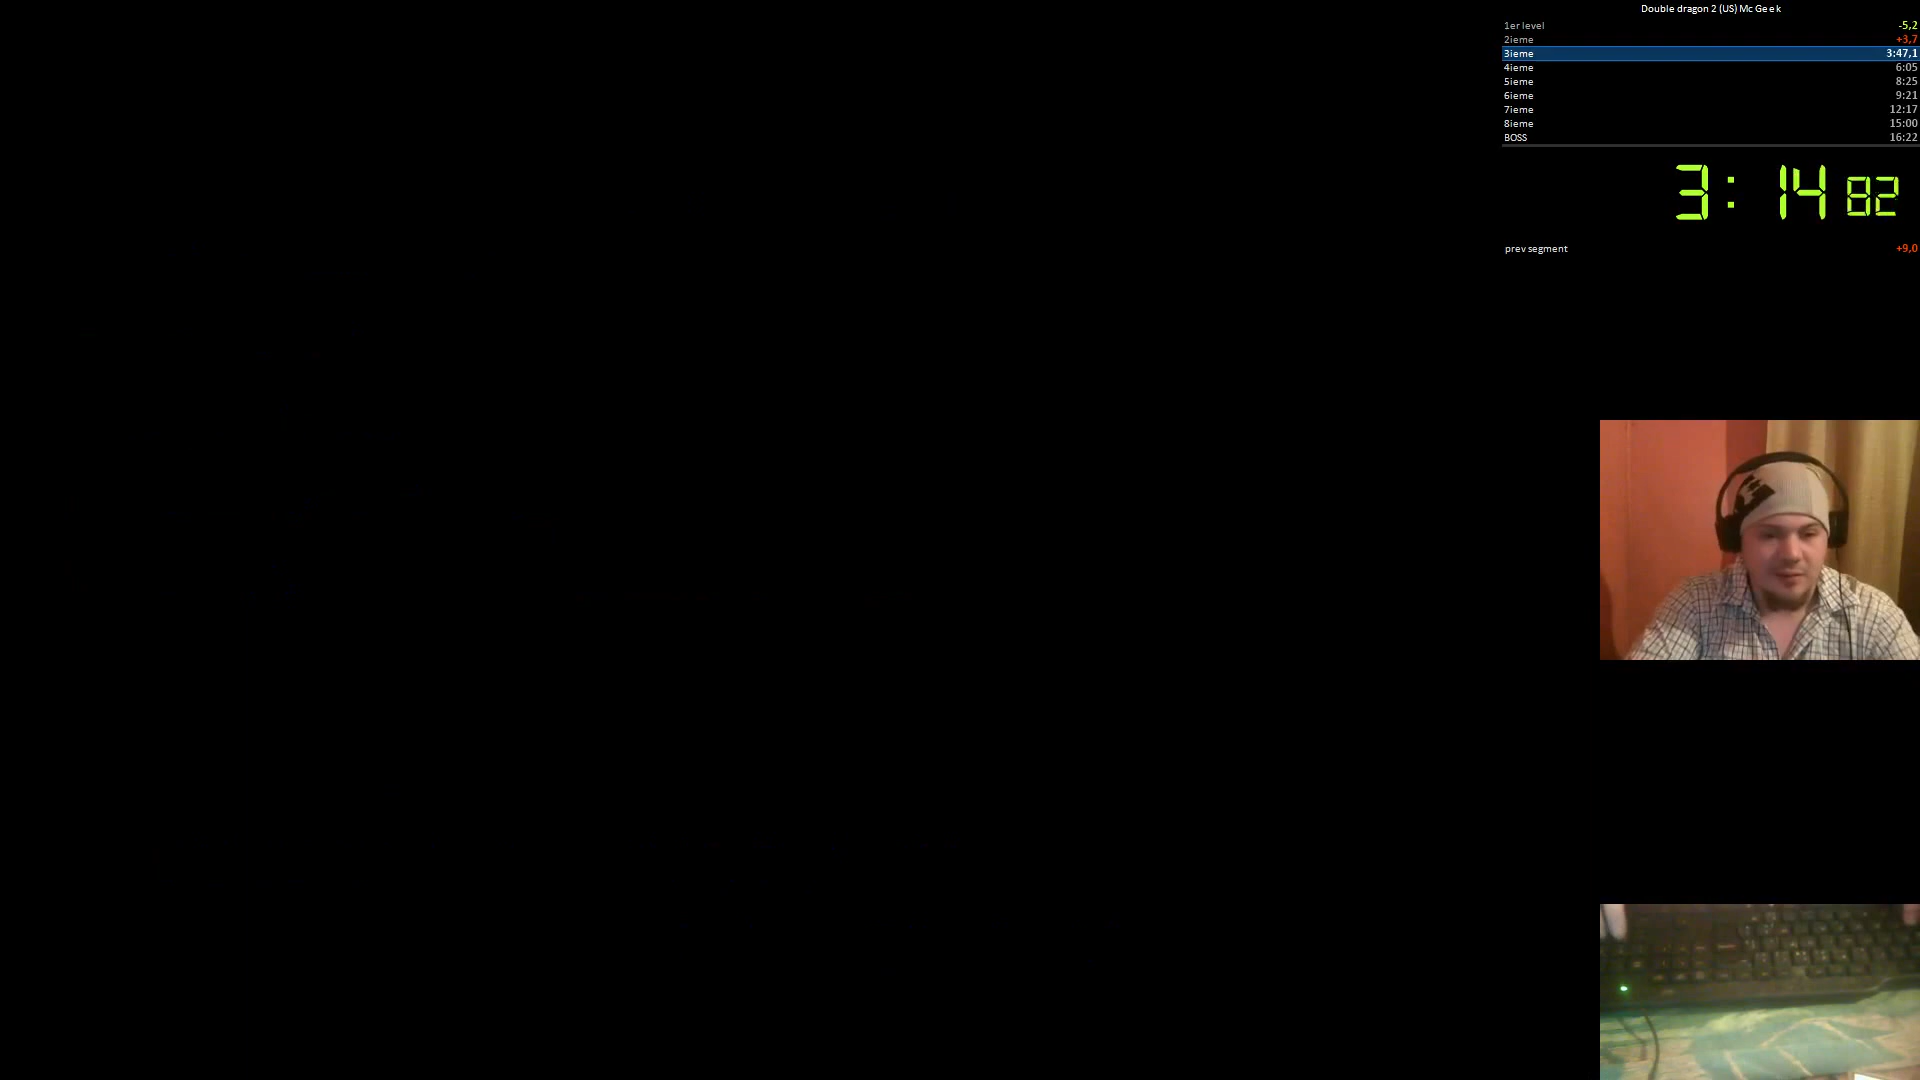 Double dragon 2 (US) Mc Geek
1er level -5,2
2ieme +3,7
3ieme 3:47,1
4ieme 6:05
5ieme 8:25
6ieme 9:21
7ieme 12:17
8ieme 15:00
BOSS 16:22
3:14 82
prev segment +9,0